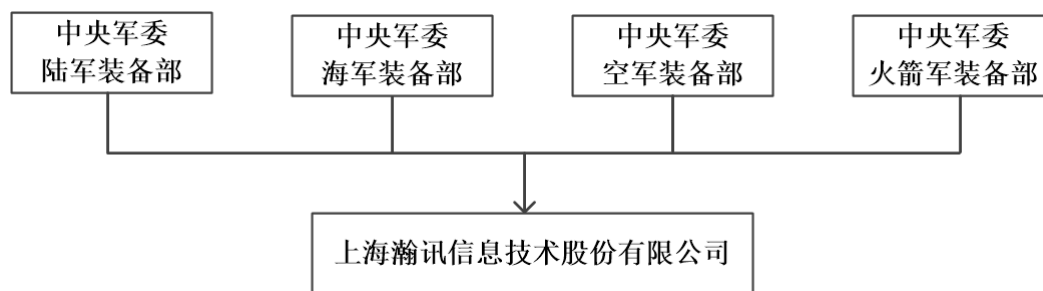 中央军委
陆军装备部
中央军委
海军装备部
中央军委
空军装备部
中央军委
火箭军装备部
上海瀚讯信息技术股份有限公司